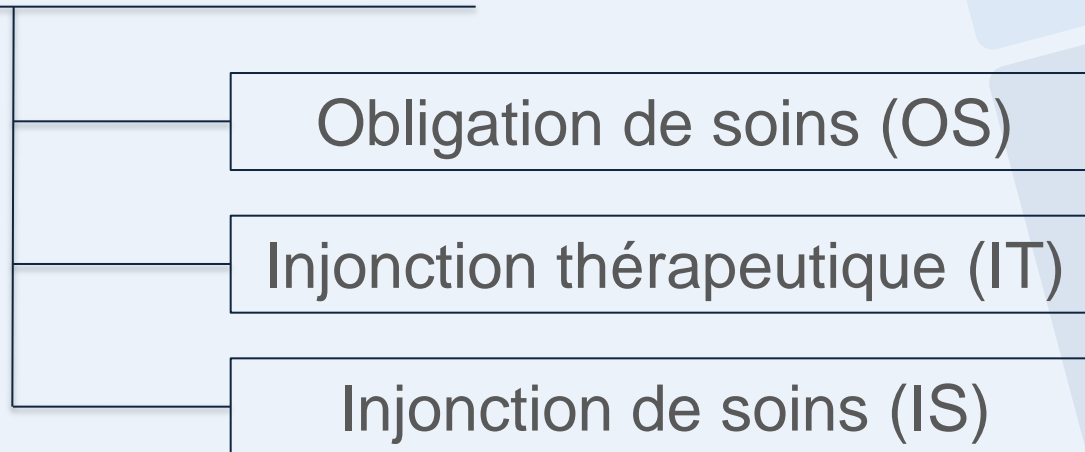 Obligation de soins (OS)
Injonction thérapeutique (IT)
Injonction de soins (IS)